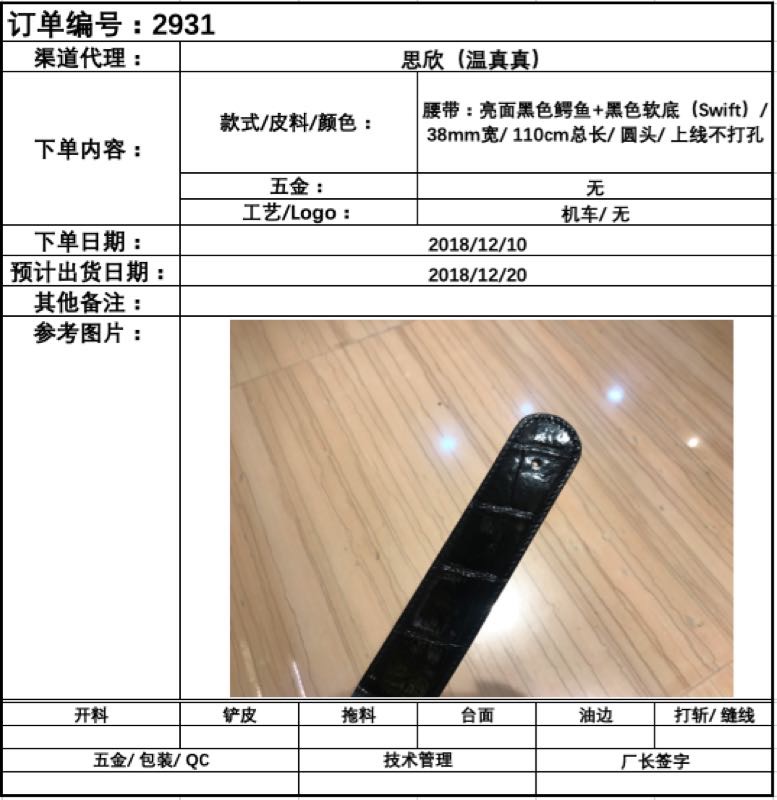 订单编号：2931
渠道代理： 思欣（温真真）
下单内容：
款式/皮料/颜色：
腰带：亮面黑色鳄鱼+黑色软底（Swift）/
38mm宽/ 110cm总长/ 圆头/ 上线不打孔
五金： 无
工艺/Logo： 机车/ 无
下单日期： 2018/12/10
预计出货日期： 2018/12/20
其他备注：
参考图片：
开料 铲皮 拖料 台面 油边 打斩/ 缝线
五金/ 包装/ QC 技术管理 厂长签字